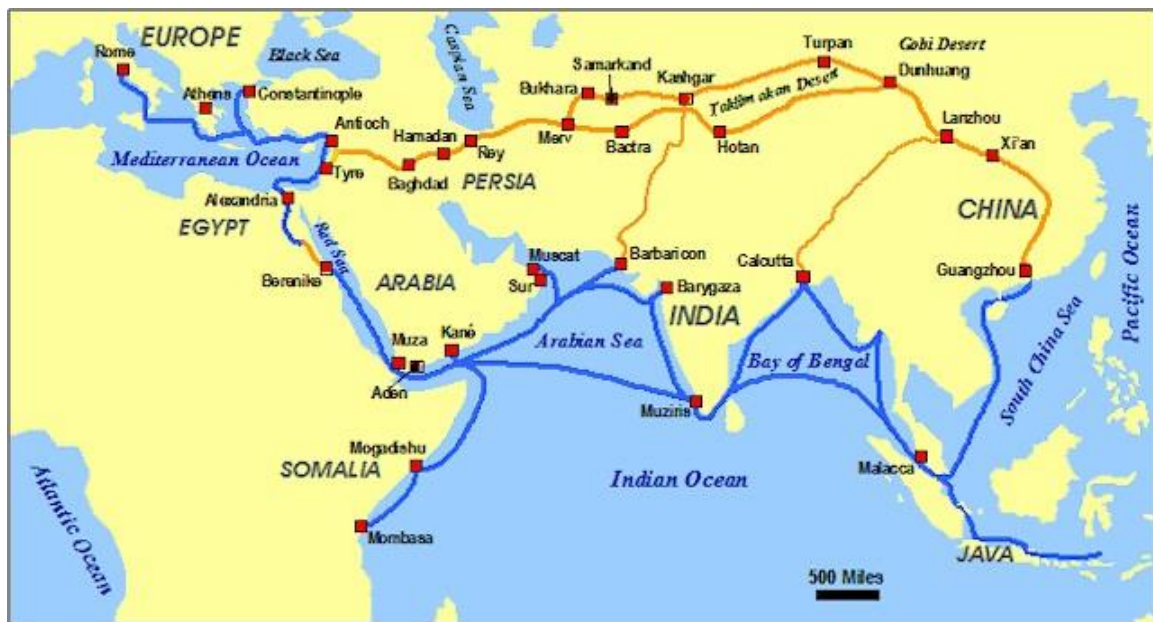 EUROPE
Rome
Black Sea
Caspian Sea
Athens
Constantinople
Antioch
Mediterranean Ocean
Tyre
Alexandria
EGYPT
Red Sea
Berenike
Hamadan
Baghdad
Rey
PERSIA
Bukhara
Samarkand
Kashgar
Merv
Bactra
Hotan
Taklimakan Desert
Turpan
Gobi Desert
Dunhuang
Lanzhou
Xi'an
CHINA
Pacific Ocean
Guangzhou
South China Sea
Calcutta
Barbaricon
Barygaza
INDIA
Muscat
Sur
ARABIA
Muza
Kané
Aden
Arabian Sea
Bay of Bengal
Muziris
Mogadishu
SOMALIA
Mombasa
Atlantic Ocean
Indian Ocean
Malacca
JAVA
500 Miles